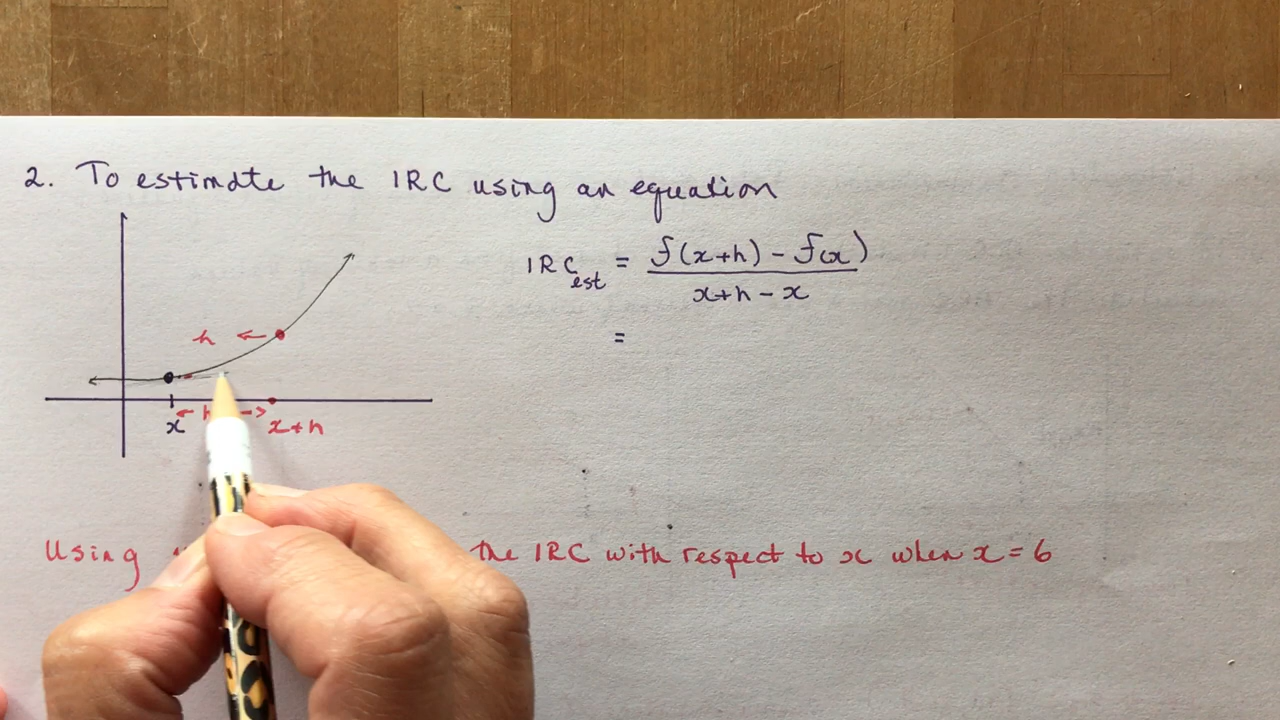 2. To estimate the IRC using an equation
IRC est = f(x+h) - f(x)
x+h - x
=
h ←
← h →
x x+h
Using the IRC with respect to x when x = 6